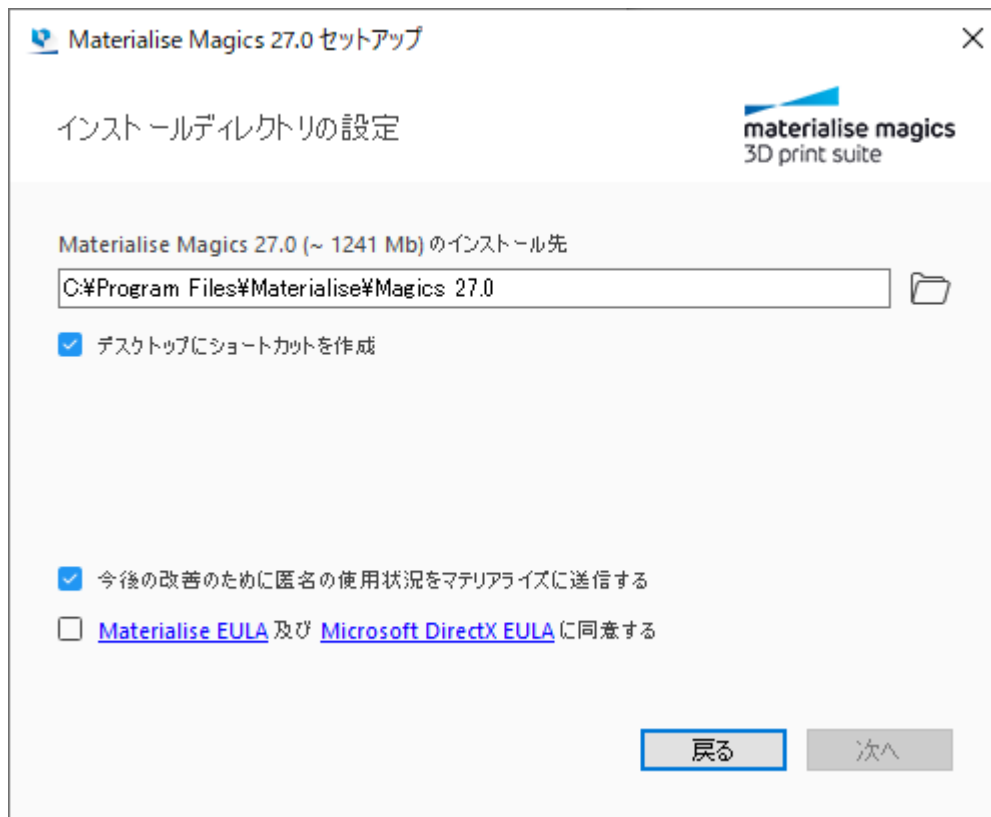 Materialise Magics 27.0 セットアップ
インストールディレクトリの設定
materialise magics
3D print suite
Materialise Magics 27.0 (~ 1241 Mb) のインストール先
C:¥Program Files¥Materialise¥Magics 27.0
デスクトップにショートカットを作成
今後の改善のために匿名の使用状況をマテリアライズに送信する
Materialise EULA 及び Microsoft DirectX EULA に同意する
戻る 次へ